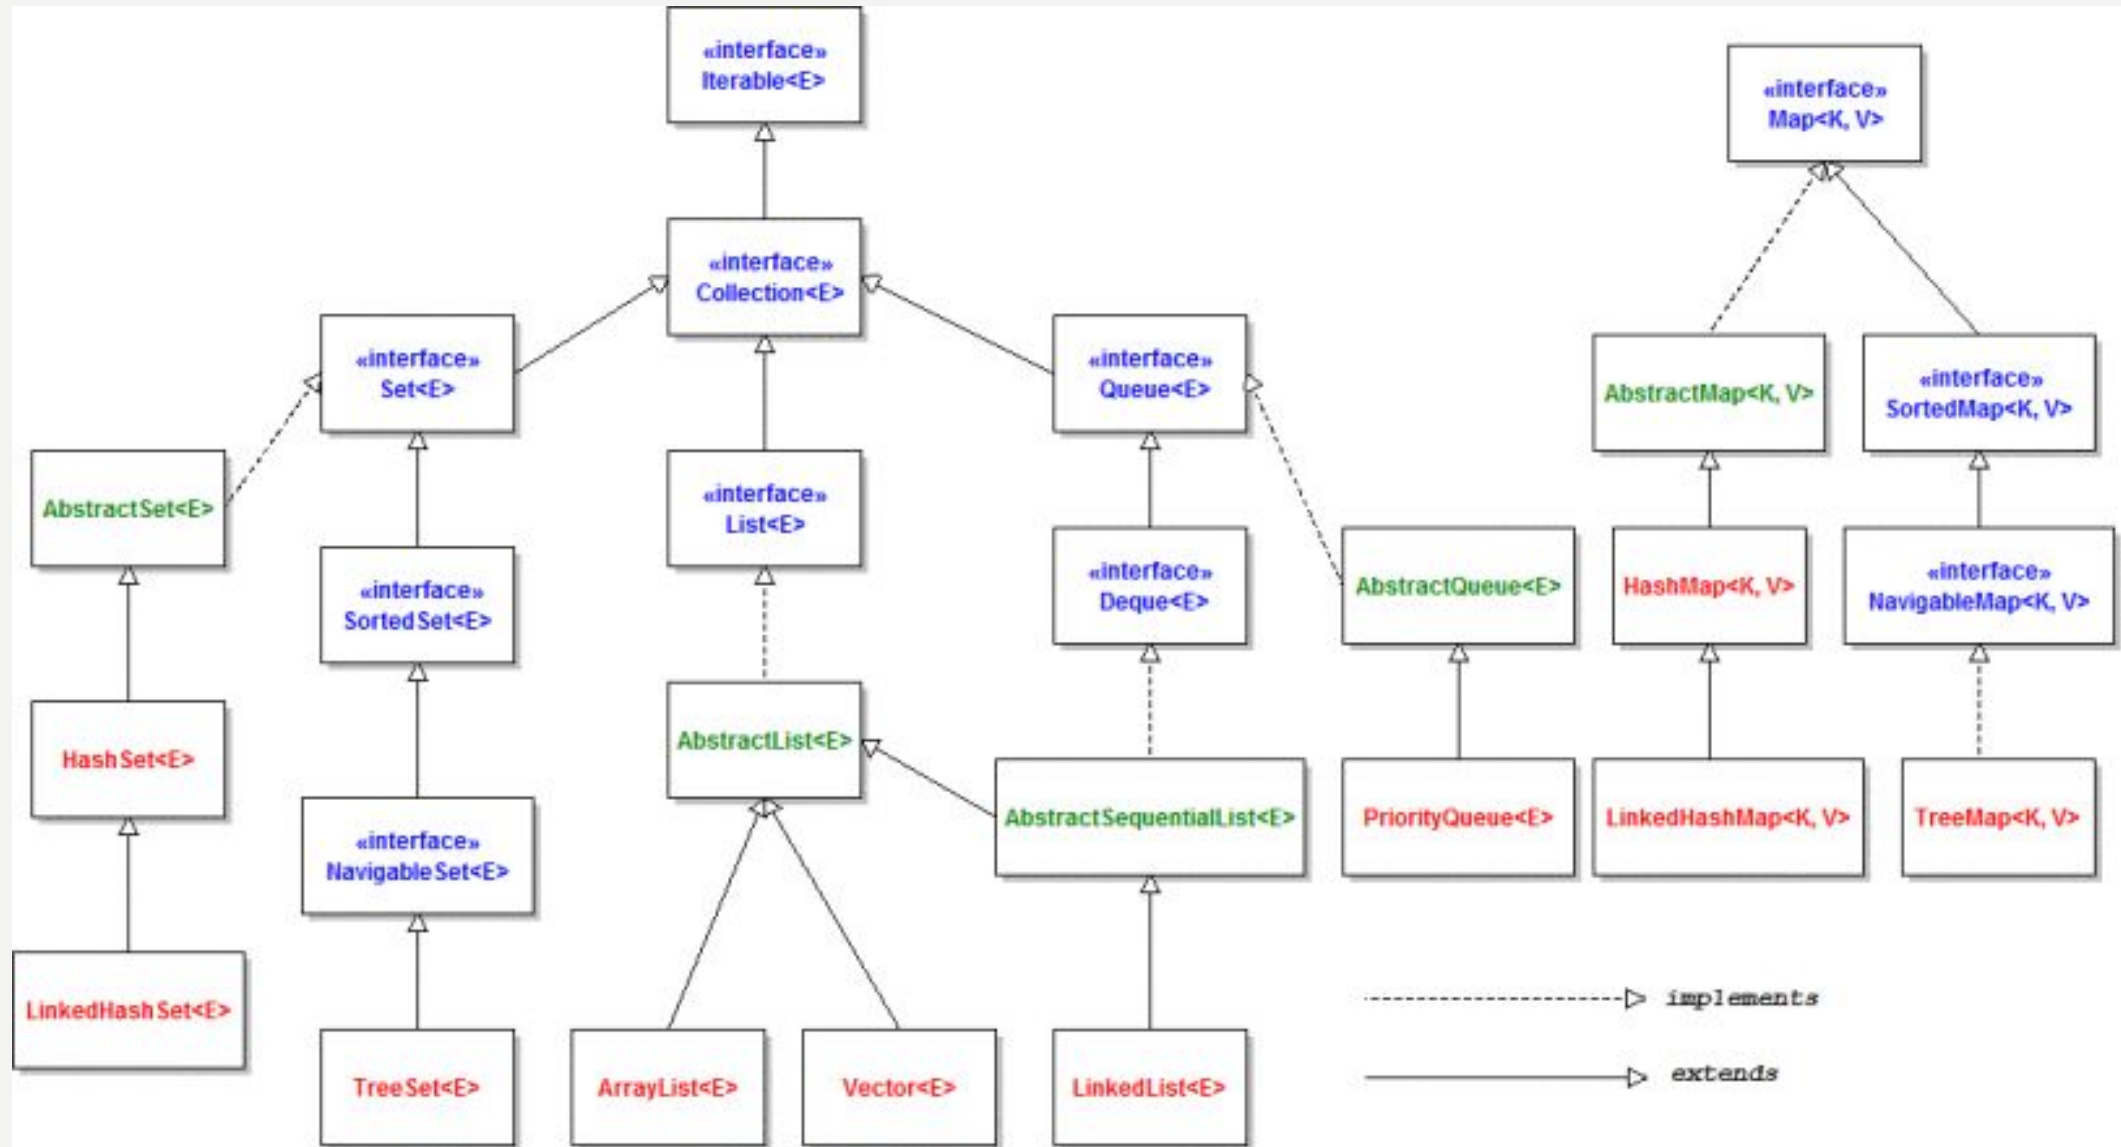 «interface»
Iterable<E>
«interface»
Map<K, V>
«interface»
Collection<E>
«interface»
Set<E>
«interface»
Queue<E>
AbstractMap<K, V>
«interface»
SortedMap<K, V>
AbstractSet<E>
«interface»
List<E>
«interface»
SortedSet<E>
«interface»
Deque<E>
AbstractQueue<E>
HashMap<K, V>
«interface»
NavigableMap<K, V>
HashSet<E>
AbstractList<E>
«interface»
NavigableSet<E>
AbstractSequentialList<E>
PriorityQueue<E>
LinkedHashMap<K, V>
TreeMap<K, V>
LinkedHashSet<E>
implements
TreeSet<E>
ArrayList<E>
Vector<E>
LinkedList<E>
extends